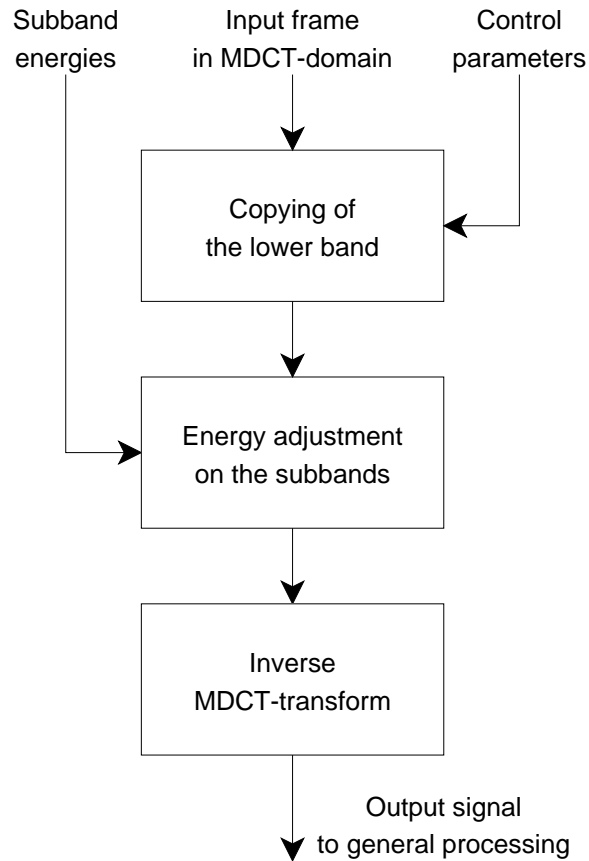 Subband
energies
Input frame
in MDCT-domain
Control
parameters
Copying of
the lower band
Energy adjustment
on the subbands
Inverse
MDCT-transform
Output signal
to general processing